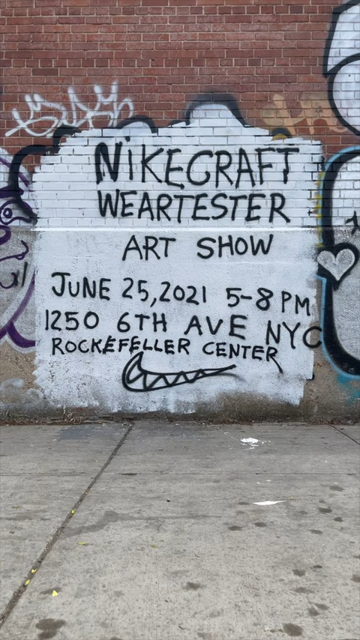 NiKECRAFT
WEARTESTER
ART SHOW
JUNE 25, 2021 5-8 PM
1250 6TH AVE NYC
ROCKEFELLER CENTER